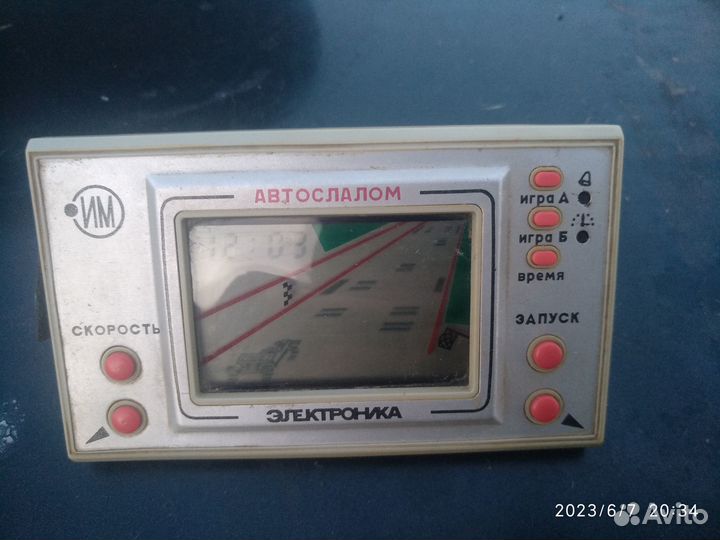 ИМ
АВТОСЛАЛОМ
игра А
игра Б
время
12:03
СКОРОСТЬ
ЗАПУСК
ЭЛЕКТРОНИКА
2023/6/7 20:34
Avito